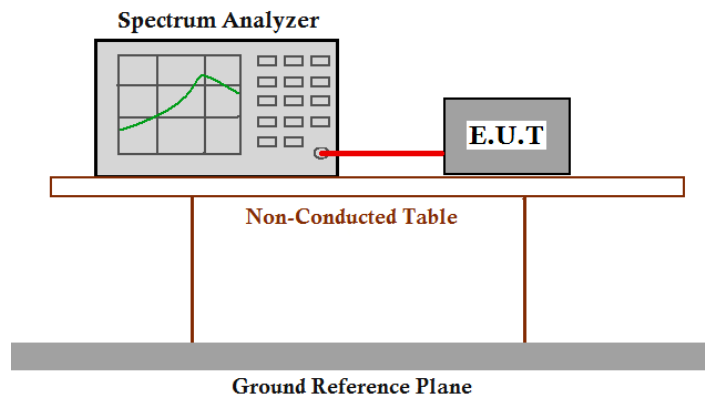 Spectrum Analyzer
E.U.T
Non-Conducted Table
Ground Reference Plane